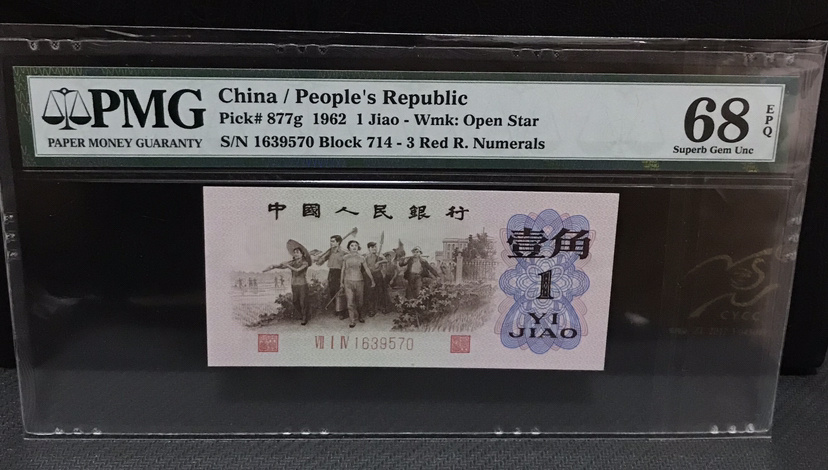 PMG
PAPER MONEY GUARANTY
China / People's Republic
Pick# 877g 1962 1 Jiao - Wmk: Open Star
S/N 1639570 Block 714 - 3 Red R. Numerals
68
EPQ
Superb Gem Unc
中國人民銀行
壹角
1
YI
JIAO
VII I IV 1639570
CYCC